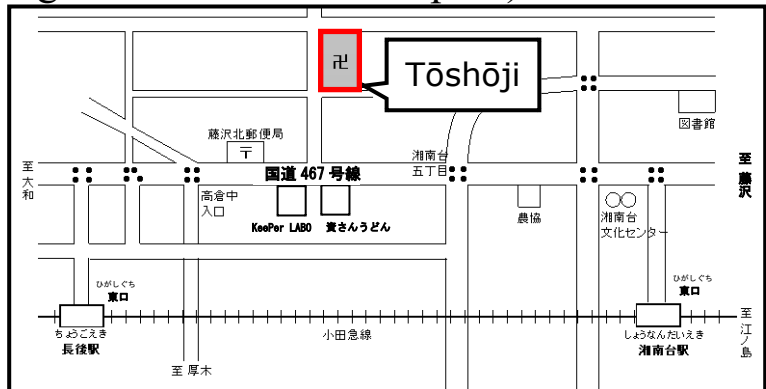 卍
Tōshōji
図書館
藤沢北郵便局
〒
至大和
国道 467 号線
湘南台
五丁目
至 藤沢
高倉中
入口
KeePer LABO
資さんうどん
農協
湘南台
文化センター
ひがしぐち
東口
ひがしぐち
東口
ちょうごえき
長後駅
小田急線
しょうなんだいえき
湘南台駅
至江ノ島
至 厚木